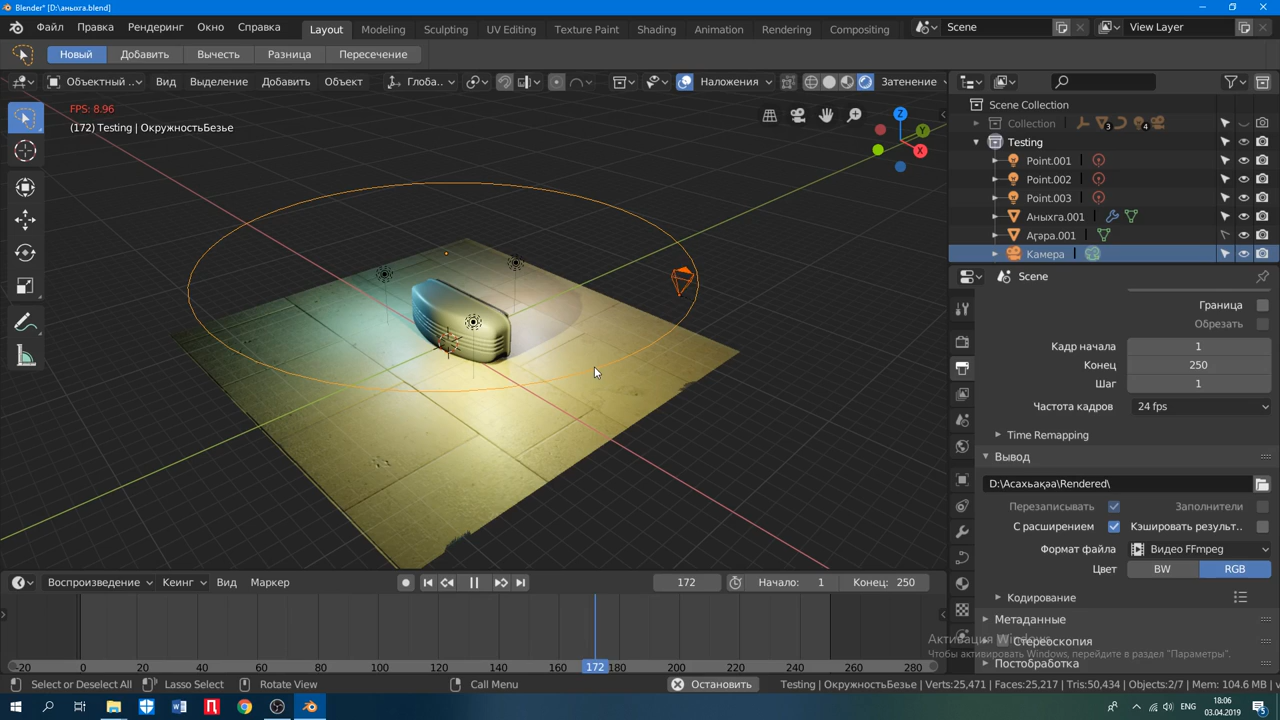 Blender* [D:\аныхга.blend]
Файл Правка Рендеринг Окно Справка Layout Modeling Sculpting UV Editing Texture Paint Shading Animation Rendering Compositing Scene View Layer
Новый Добавить Вычесть Разница Пересечение
Объектный .. Вид Выделение Добавить Объект Глоба.. Наложения Затенение
FPS: 8.96
(172) Testing | ОкружностьБезье
Z
Y
X
Scene Collection
Collection 3 4
Testing
Point.001
Point.002
Point.003
Аныхга.001
Аҭәра.001
Камера
Scene
Граница
Обрезать
Кадр начала 1
Конец 250
Шаг 1
Частота кадров 24 fps
Time Remapping
Вывод
D:\Асахьақәа\Rendered\
Перезаписывать Заполнители
С расширением Кэшировать результ..
Формат файла Видео FFmpeg
Цвет BW RGB
Кодирование
Метаданные
Стереоскопия
Постобработка
Активация Windows
Чтобы активировать Windows, перейдите в раздел "Параметры".
Воспроизведение Кеинг Вид Маркер 172 Начало: 1 Конец: 250
-20 0 20 40 60 80 100 120 140 160 172 180 200 220 240 260 280
Select or Deselect All Lasso Select Rotate View Call Menu Остановить Testing | ОкружностьБезье | Verts:25,471 | Faces:25,217 | Tris:50,434 | Objects:2/7 | Mem: 104.6 MB
ENG 18:06
03.04.2019 5